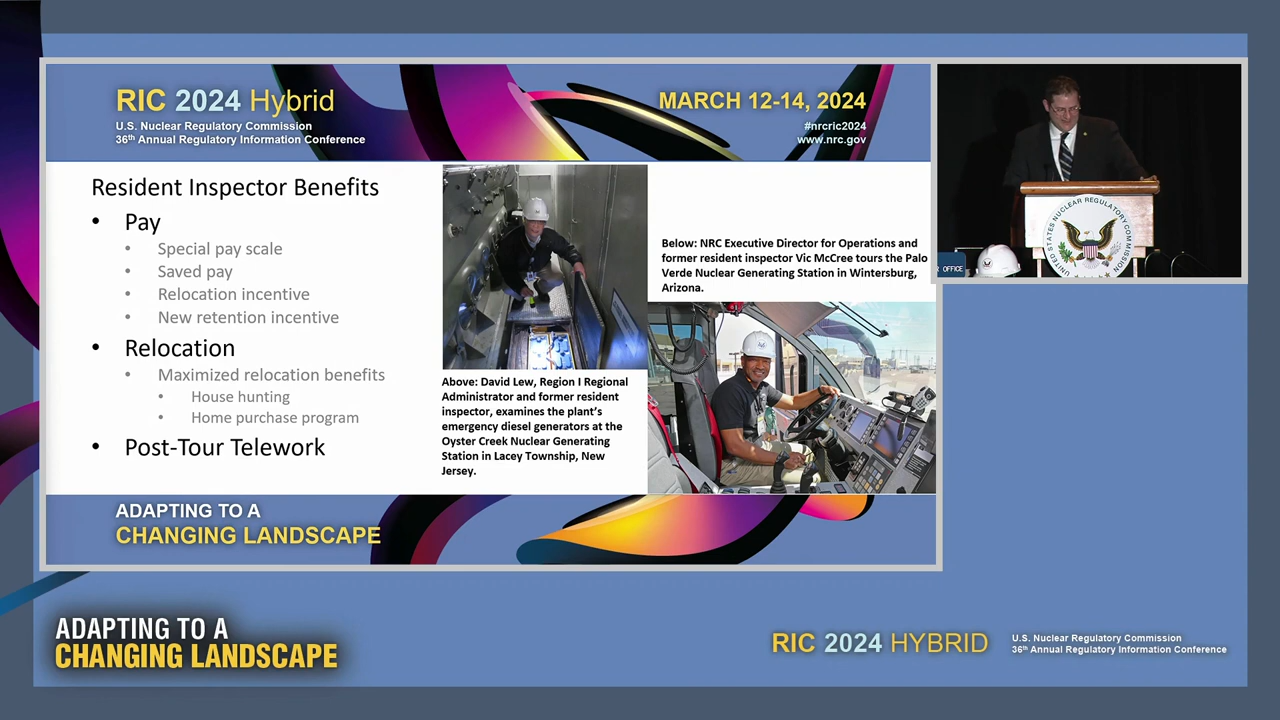 RIC 2024 Hybrid
U.S. Nuclear Regulatory Commission
36th Annual Regulatory Information Conference
MARCH 12-14, 2024
#nrcric2024
www.nrc.gov
Resident Inspector Benefits
• Pay
• Special pay scale
• Saved pay
• Relocation incentive
• New retention incentive
• Relocation
• Maximized relocation benefits
• House hunting
• Home purchase program
• Post-Tour Telework
Above: David Lew, Region I Regional
Administrator and former resident
inspector, examines the plant's
emergency diesel generators at the
Oyster Creek Nuclear Generating
Station in Lacey Township, New
Jersey.
Below: NRC Executive Director for Operations and
former resident inspector Vic McCree tours the Palo
Verde Nuclear Generating Station in Wintersburg,
Arizona.
ADAPTING TO A
CHANGING LANDSCAPE
UNITED STATES NUCLEAR REGULATORY COMMISSION
OFFICE
ADAPTING TO A
CHANGING LANDSCAPE
RIC 2024 HYBRID
U.S. Nuclear Regulatory Commission
36th Annual Regulatory Information Conference